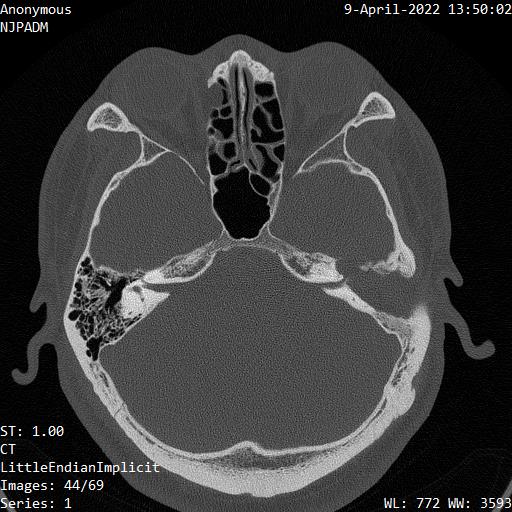 Anonymous
NJPADM
9-April-2022 13:50:02
ST: 1.00
CT
LittleEndianImplicit
Images: 44/69
Series: 1
WL: 772 WW: 3593